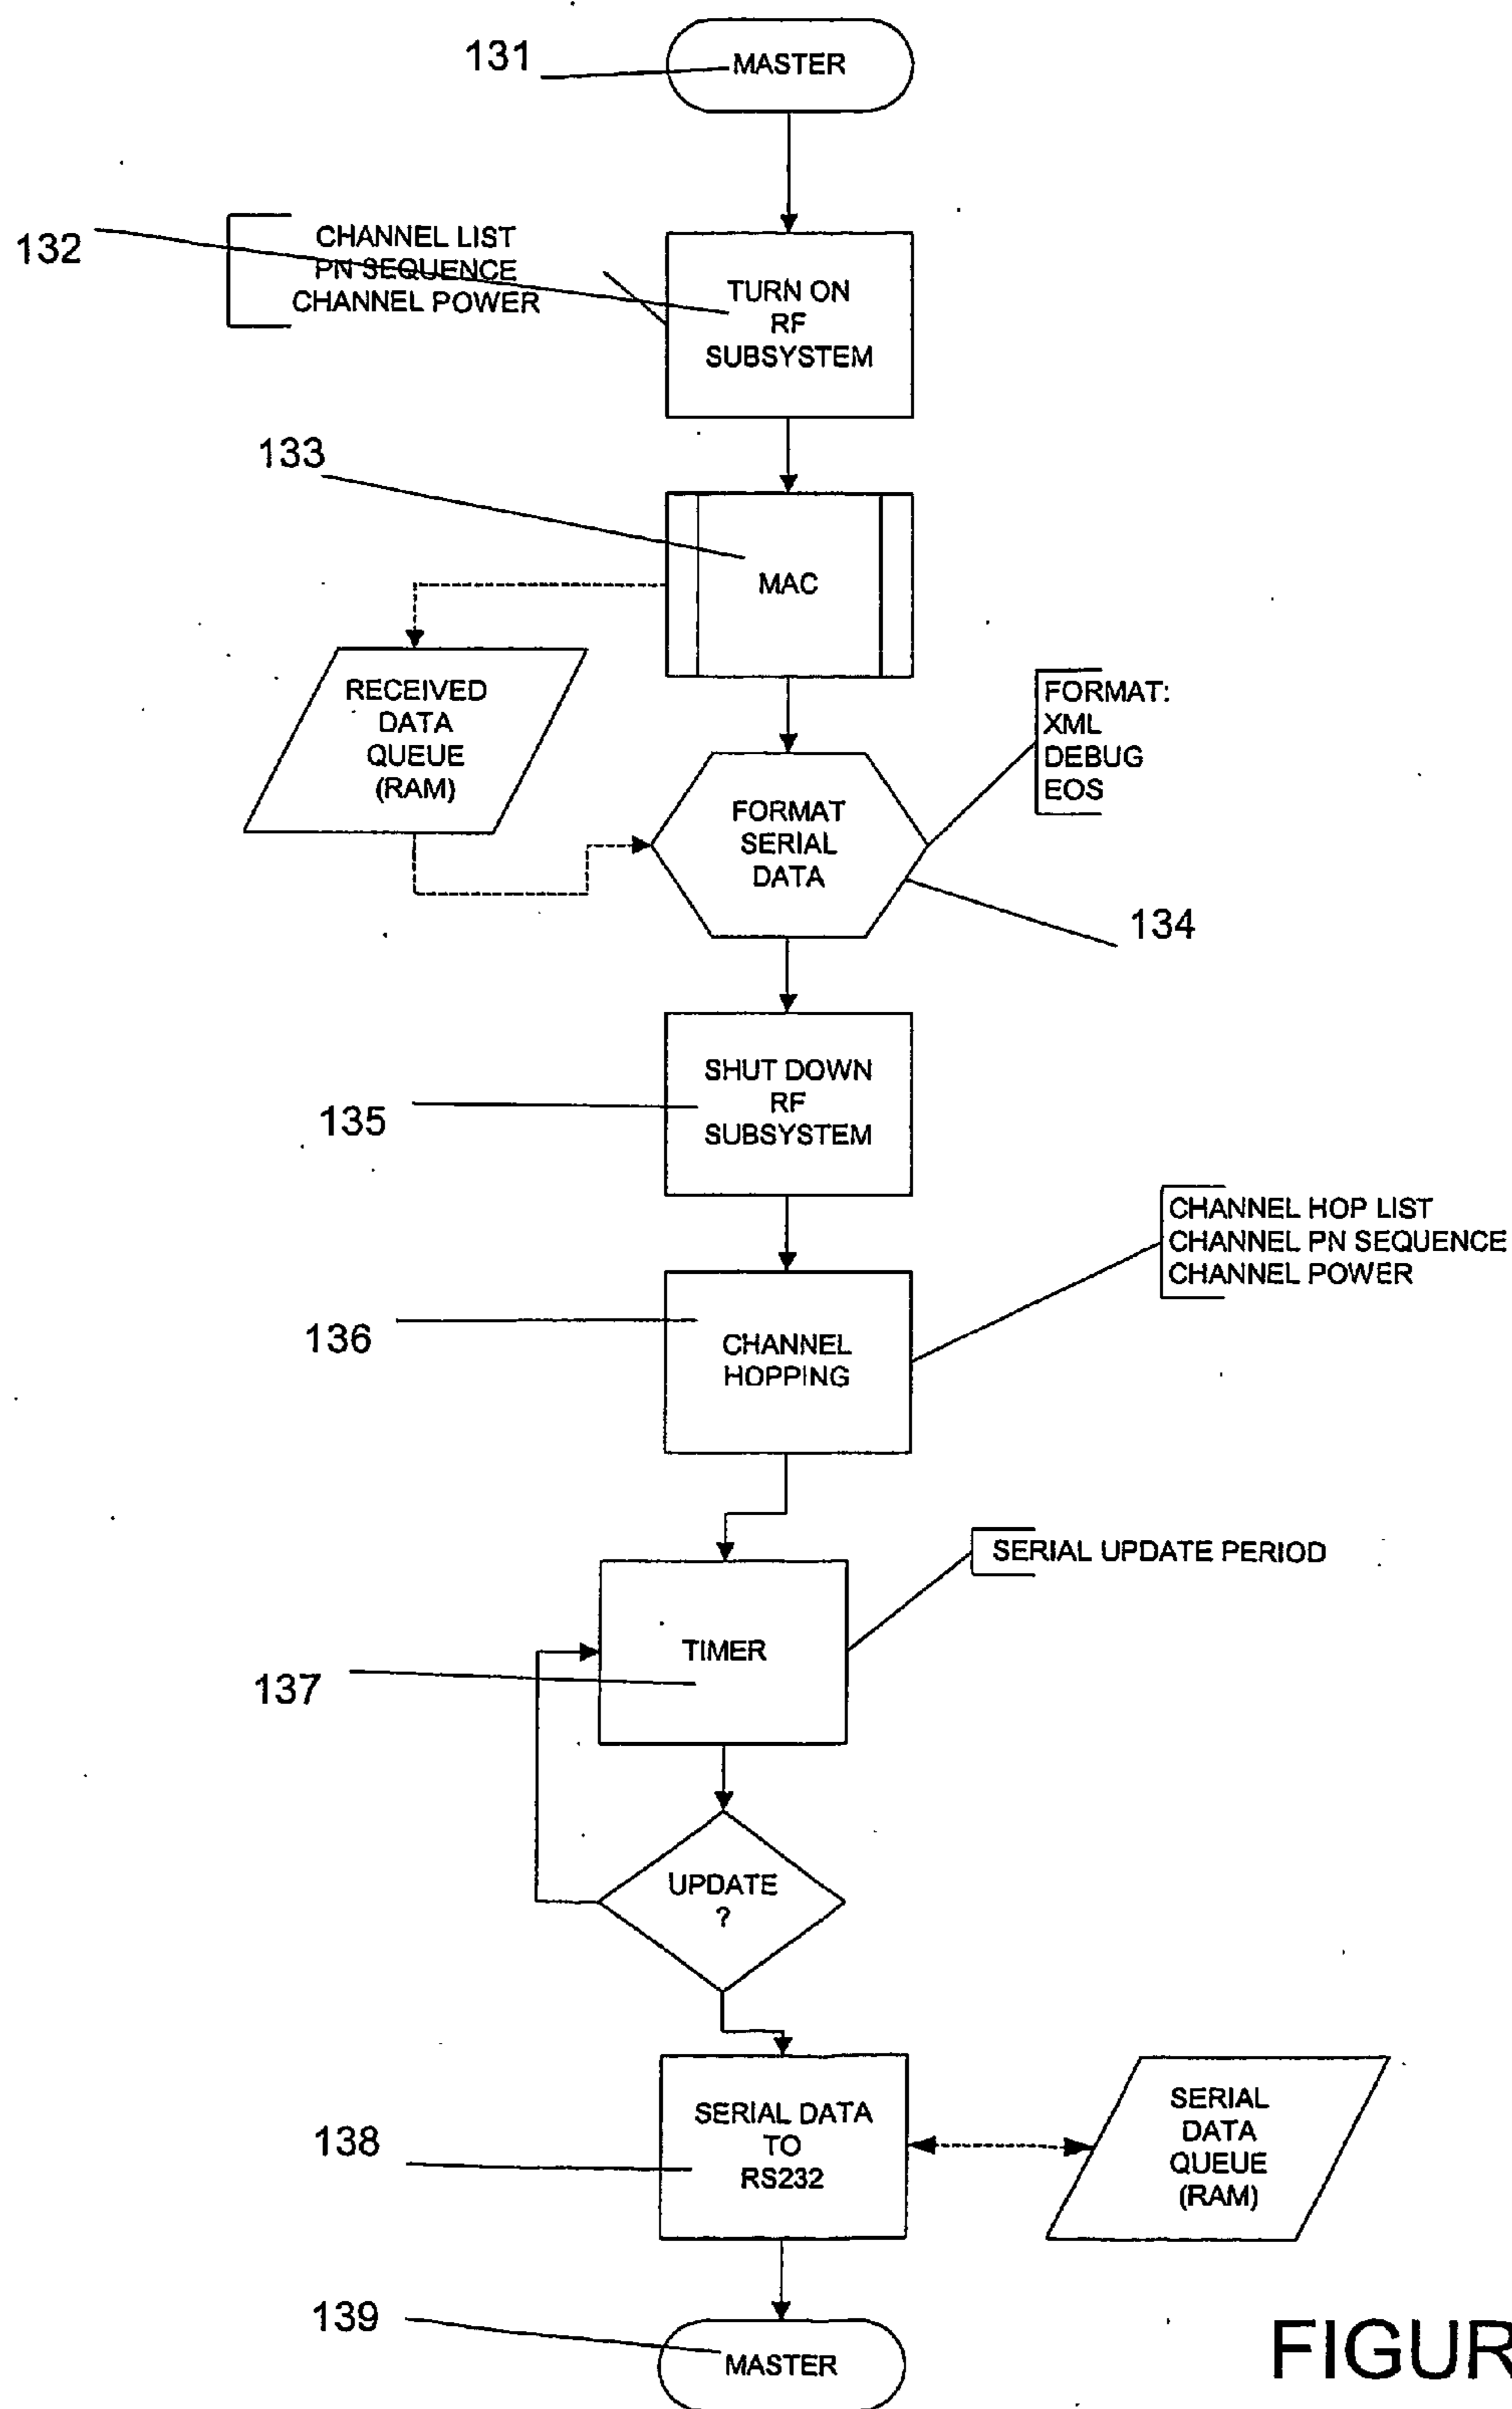 131
MASTER
132
CHANNEL LIST
PN SEQUENCE
CHANNEL POWER
TURN ON
RF
SUBSYSTEM
133
MAC
RECEIVED
DATA
QUEUE
(RAM)
FORMAT:
XML
DEBUG
EOS
FORMAT
SERIAL
DATA
134
SHUT DOWN
RF
SUBSYSTEM
135
CHANNEL HOP LIST
CHANNEL PN SEQUENCE
CHANNEL POWER
136
CHANNEL
HOPPING
SERIAL UPDATE PERIOD
TIMER
137
UPDATE
?
SERIAL DATA
TO
RS232
138
SERIAL
DATA
QUEUE
(RAM)
139
MASTER
FIGUR